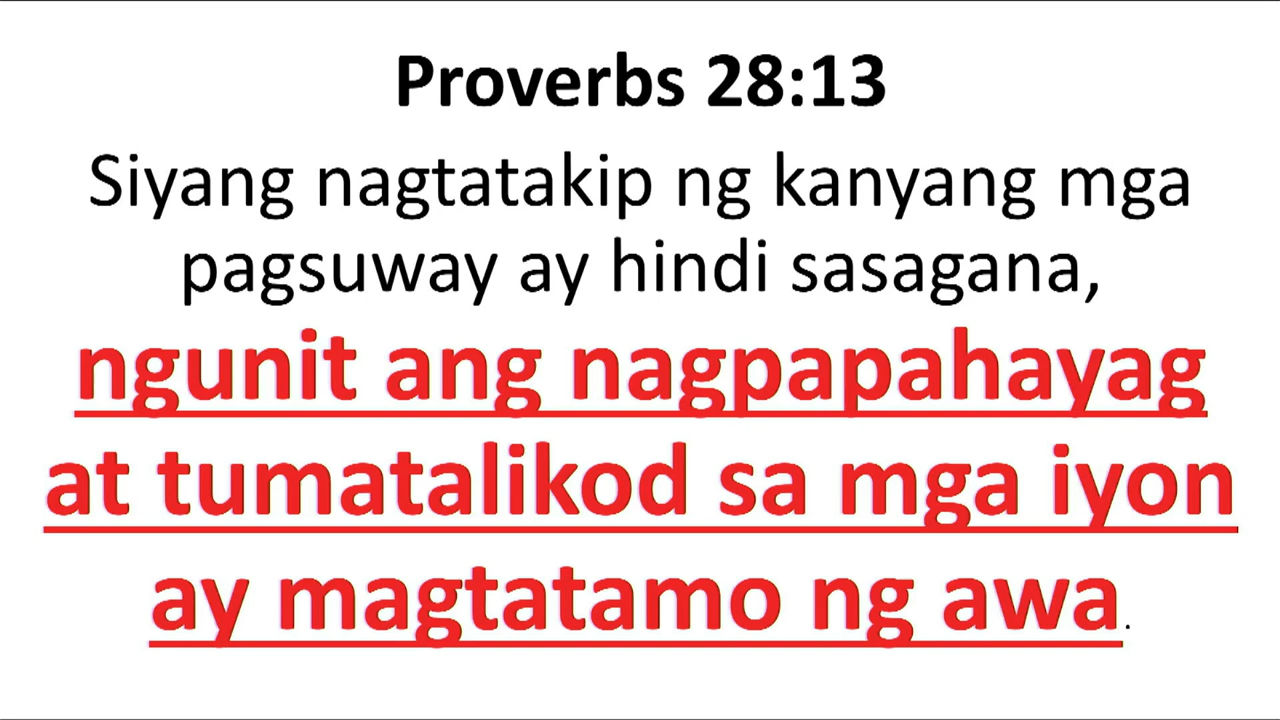 Proverbs 28:13
Siyang nagtatakip ng kanyang mga
pagsuway ay hindi sasagana,
ngunit ang nagpapahayag
at tumatalikod sa mga iyon
ay magtatamo ng awa.